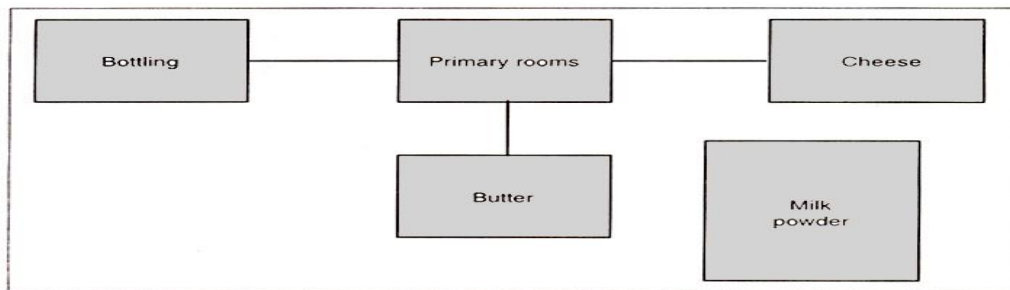 Bottling
Primary rooms
Cheese
Butter
Milk
powder